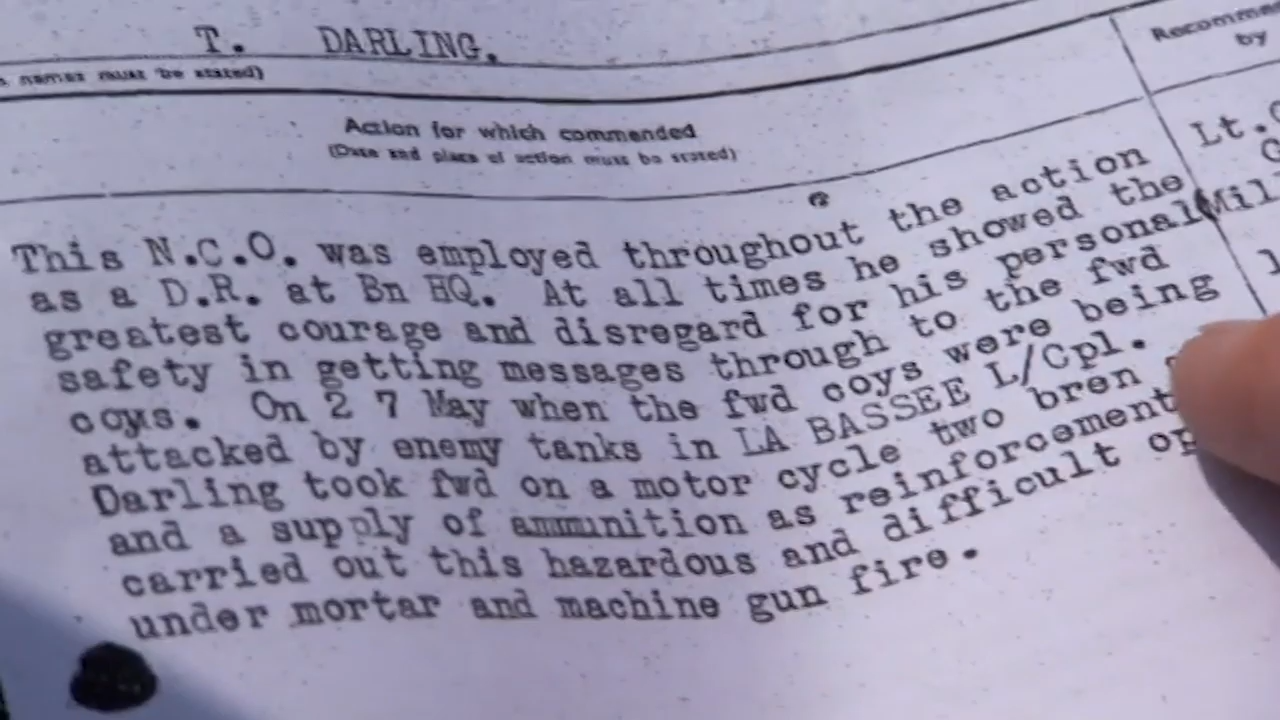 T. DARLING.
names must be stated)
Action for which commended
(Date and place of action must be stated)
by
Lt.
This N.C.O. was employed throughout the action
as a D.R. at Bn HQ. At all times he showed the
greatest courage and disregard for his personal
safety in getting messages through to the fwd
coys. On 2 7 May when the fwd coys were being
attacked by enemy tanks in LA BASSEE L/Cpl.
Darling took fwd on a motor cycle two bren
and a supply of ammunition as reinforcement
carried out this hazardous and difficult
under mortar and machine gun fire.